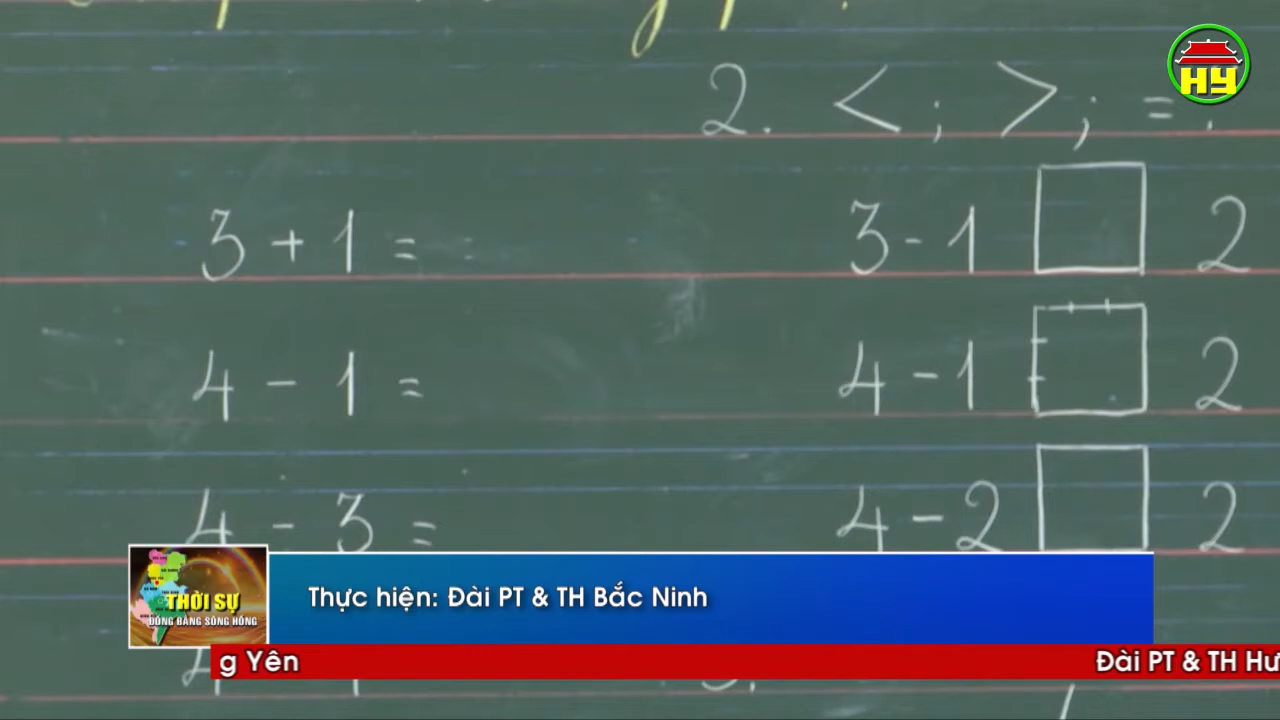 HY
2. < ; > ; =
3 + 1 =
3 - 1 □ 2
4 - 1 =
4 - 1 □ 2
4 - 3 =
4 - 2 □ 2
THỜI SỰ
ĐỒNG BẰNG SÔNG HỒNG
Thực hiện: Đài PT & TH Bắc Ninh
g Yên
Đài PT & TH Hư